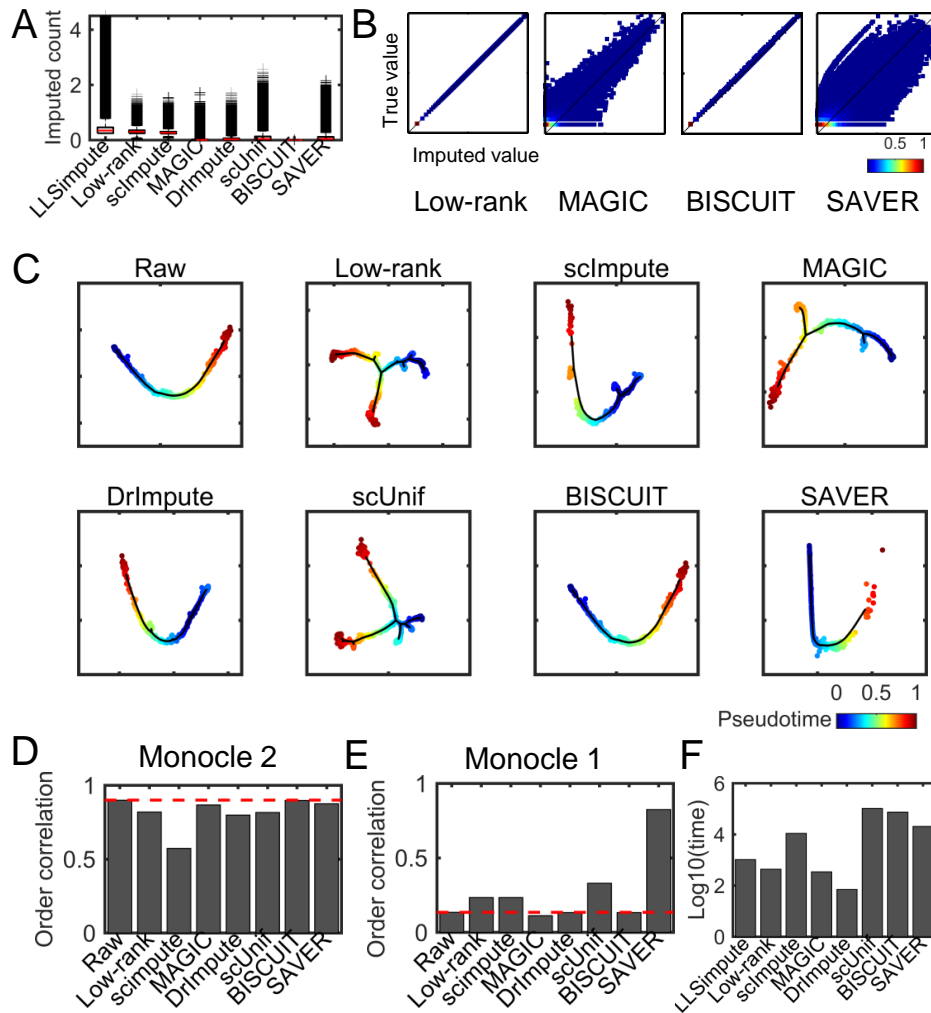 A
Imputed count
4
2
0
LLSimpute
Low-rank
scImpute
MAGIC
DrImpute
scUnif
BISCUIT
SAVER
B
True value
Imputed value
0.5 1
Low-rank MAGIC BISCUIT SAVER
C
Raw Low-rank scImpute MAGIC
DrImpute scUnif BISCUIT SAVER
0 0.5 1
Pseudotime
D
Monocle 2
Order correlation
1
0.5
0
Raw
Low-rank
scImpute
MAGIC
DrImpute
scUnif
BISCUIT
SAVER
E
Monocle 1
Order correlation
1
0.5
0
Raw
Low-rank
scImpute
MAGIC
DrImpute
scUnif
BISCUIT
SAVER
F
Log10(time)
6
4
2
0
LLSimpute
Low-rank
scImpute
MAGIC
DrImpute
scUnif
BISCUIT
SAVER